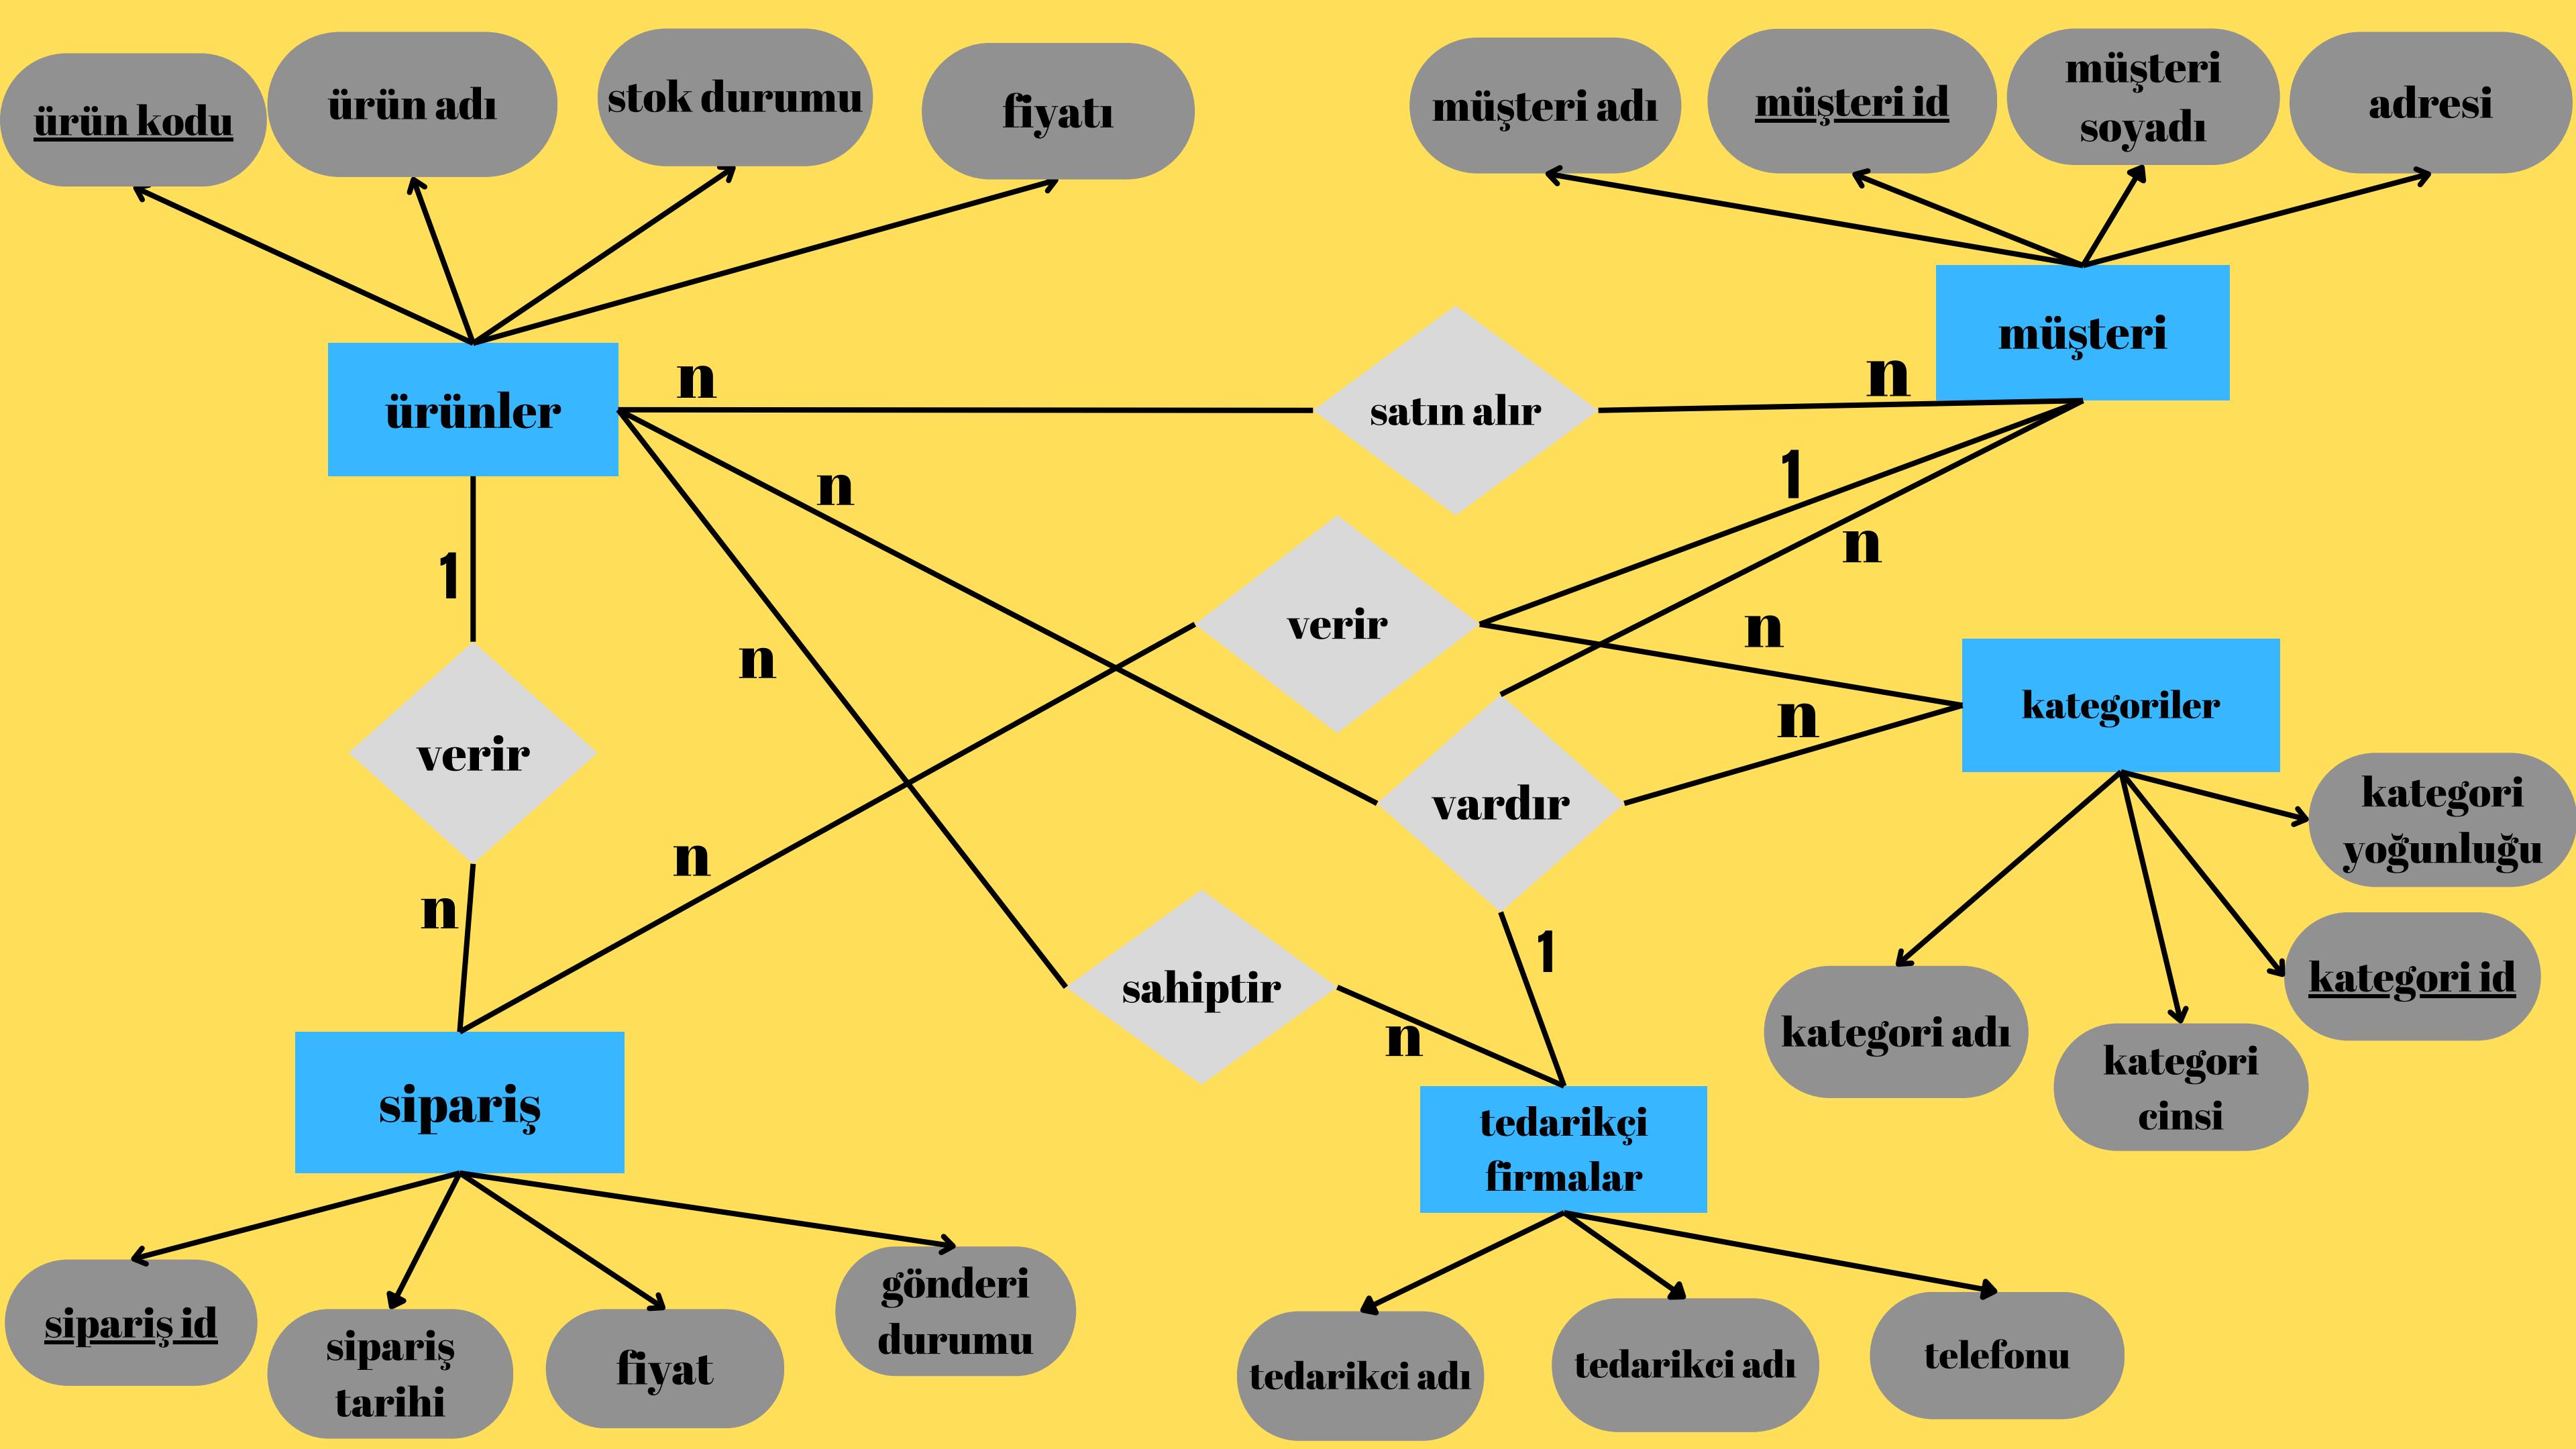 ürün kodu
ürün adı
stok durumu
fiyatı
müşteri adı
müşteri id
müşteri
soyadı
adresi
müşteri
ürünler
n
satın alır
n
1
n
n
1
verir
n
n
kategoriler
n
verir
vardır
kategori
yoğunluğu
n
n
1
sahiptir
n
kategori id
kategori adı
kategori
cinsi
sipariş
tedarikçi
firmalar
sipariş id
sipariş
tarihi
fiyat
gönderi
durumu
tedarikci adı
tedarikci adı
telefonu